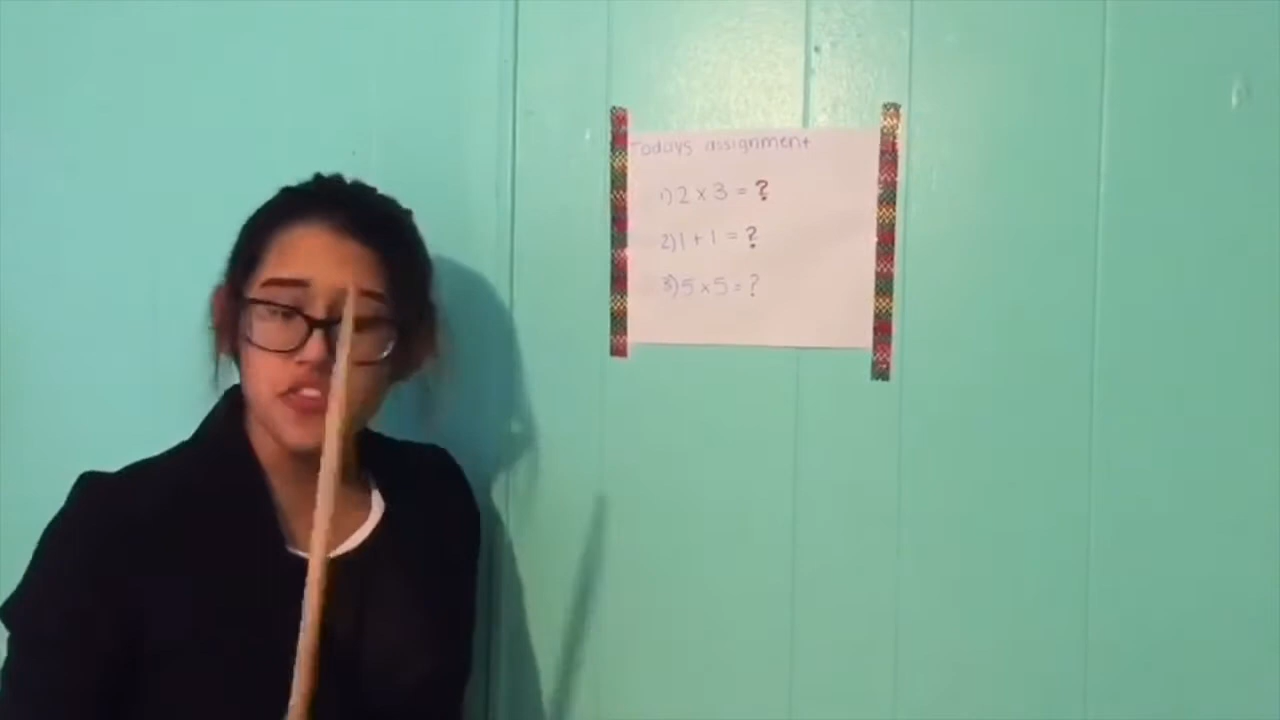 Todays assignment
1) 2 x 3 = ?
2) 1 + 1 = ?
3) 5 x 5 = ?